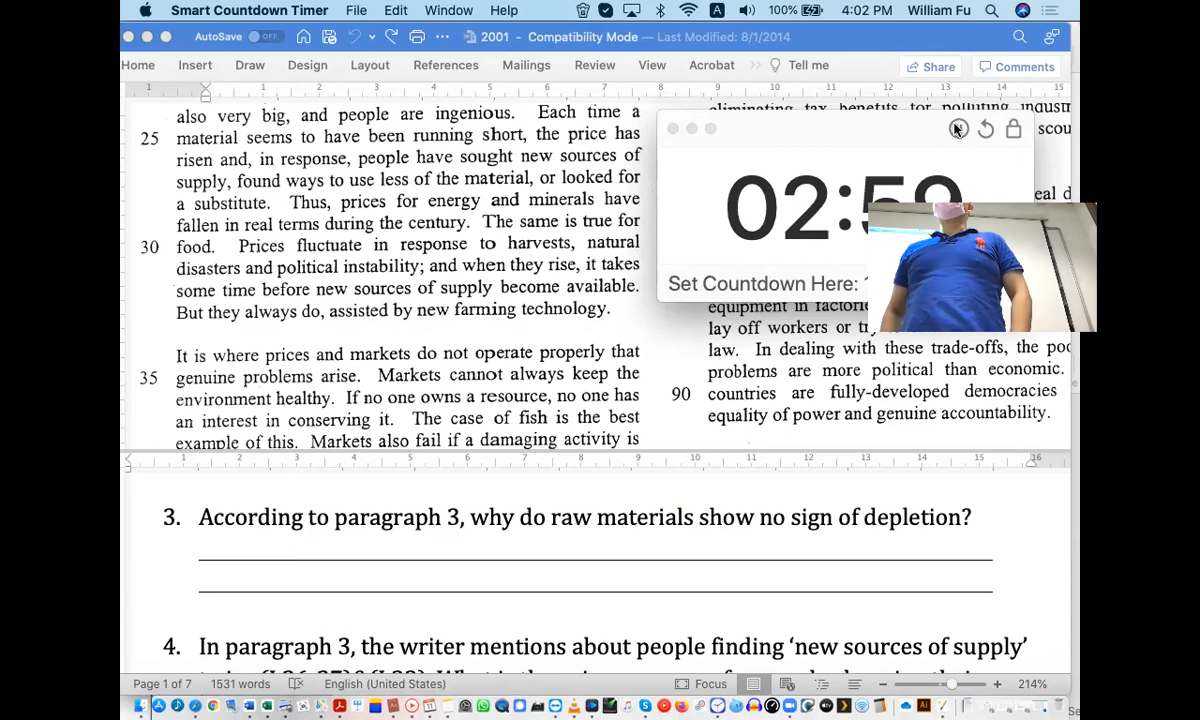 Smart Countdown Timer File Edit Window Help 100% 4:02 PM William Fu
AutoSave OFF 2001 - Compatibility Mode — Last Modified: 8/1/2014
Home Insert Draw Design Layout References Mailings Review View Acrobat Tell me Share Comments
also very big, and people are ingenious. Each time a
25 material seems to have been running short, the price has
risen and, in response, people have sought new sources of
supply, found ways to use less of the material, or looked for
a substitute. Thus, prices for energy and minerals have
fallen in real terms during the century. The same is true for
30 food. Prices fluctuate in response to harvests, natural
disasters and political instability; and when they rise, it takes
some time before new sources of supply become available.
But they always do, assisted by new farming technology.
It is where prices and markets do not operate properly that
35 genuine problems arise. Markets cannot always keep the
environment healthy. If no one owns a resource, no one has
an interest in conserving it. The case of fish is the best
example of this. Markets also fail if a damaging activity is
eliminating tax benefits for polluting
02:59
Set Countdown Here:
equipment in factories
lay off workers or
law. In dealing with these trade-offs, the
problems are more political than economic.
90 countries are fully-developed democracies
equality of power and genuine accountability.
3. According to paragraph 3, why do raw materials show no sign of depletion?
4. In paragraph 3, the writer mentions about people finding ‘new sources of supply’
Page 1 of 7 1531 words English (United States) Focus 214%